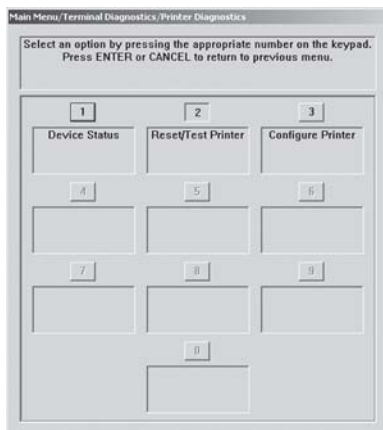 Main Menu/Terminal Diagnostics/Printer Diagnostics
Select an option by pressing the appropriate number on the keypad.
Press ENTER or CANCEL to return to previous menu.
1 2 3
Device Status Reset/Test Printer Configure Printer
4 5 6
7 8 9
0